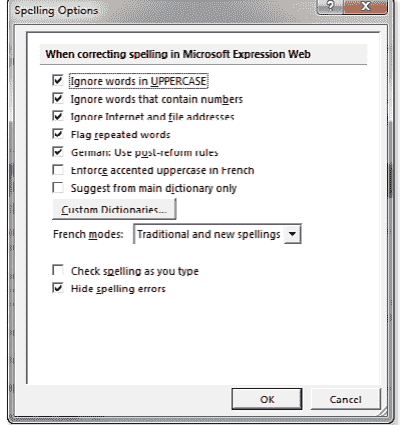 Spelling Options
When correcting spelling in Microsoft Expression Web
Ignore words in UPPERCASE
Ignore words that contain numbers
Ignore Internet and file addresses
Flag repeated words
German: Use post-reform rules
Enforce accented uppercase in French
Suggest from main dictionary only
Custom Dictionaries...
French modes: Traditional and new spellings
Check spelling as you type
Hide spelling errors
OK Cancel